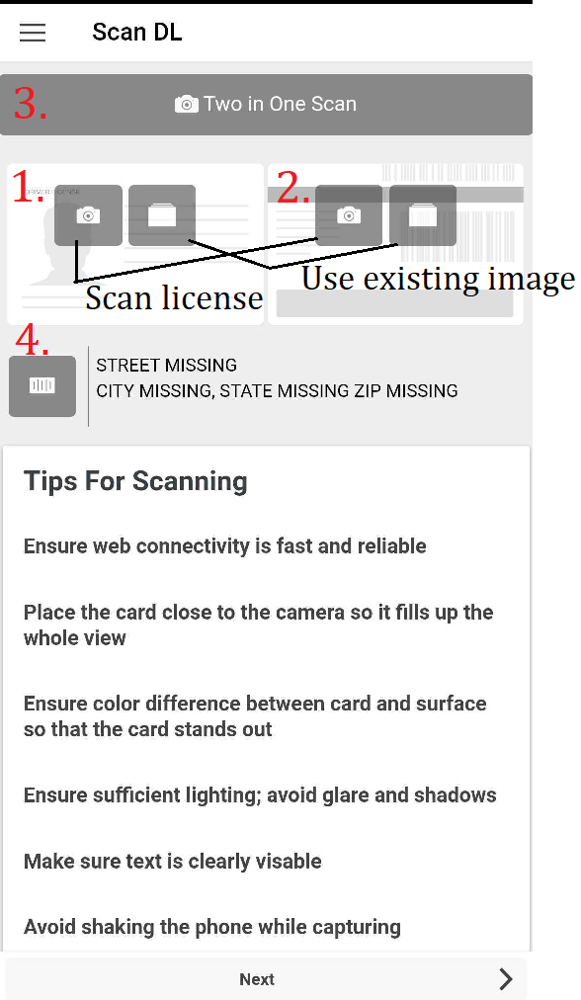 Scan DL
3. Two in One Scan
1. DRIVER LICENSE
2.
Scan license
Use existing image
4.
STREET MISSING
CITY MISSING, STATE MISSING ZIP MISSING
Tips For Scanning
Ensure web connectivity is fast and reliable
Place the card close to the camera so it fills up the
whole view
Ensure color difference between card and surface
so that the card stands out
Ensure sufficient lighting; avoid glare and shadows
Make sure text is clearly visable
Avoid shaking the phone while capturing
Next